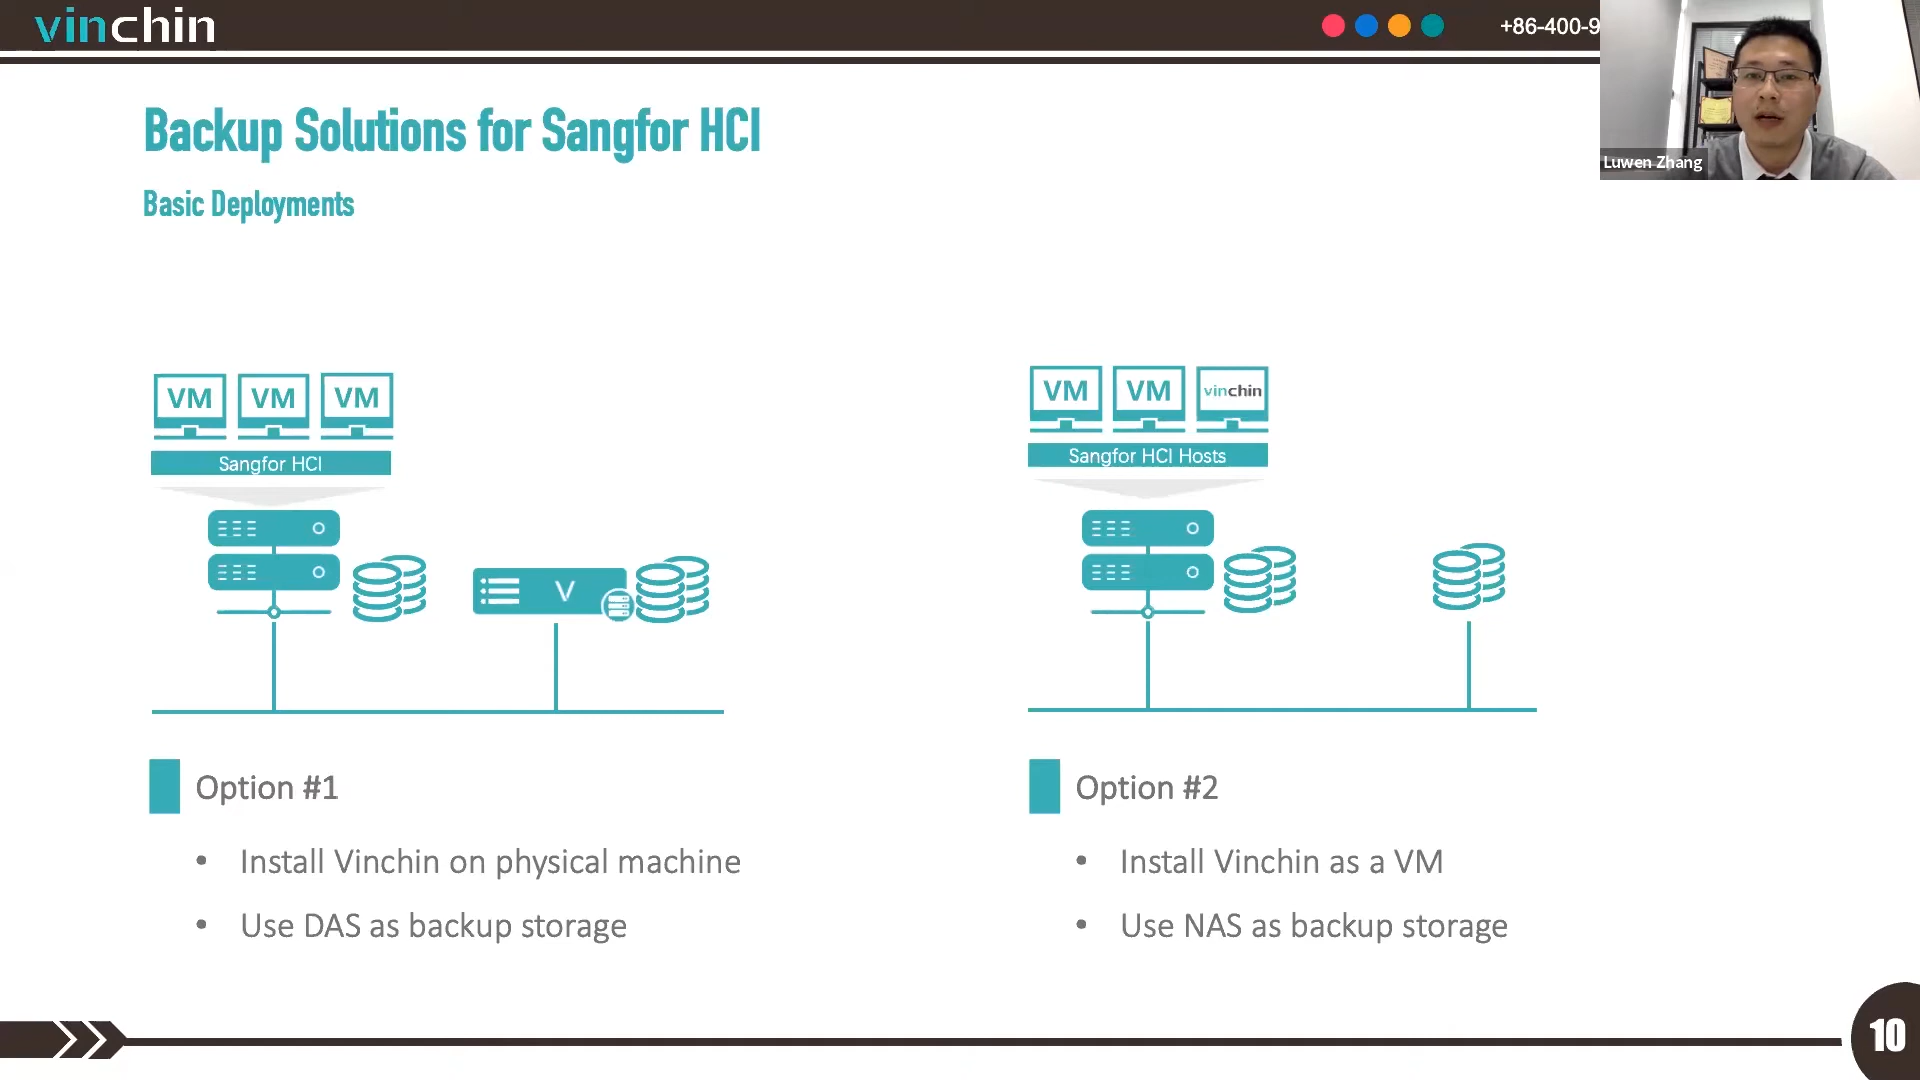 vinchin
+86-400-9
Luwen Zhang
Backup Solutions for Sangfor HCI
Basic Deployments
VM VM VM
Sangfor HCI
V
VM VM vinchin
Sangfor HCI Hosts
Option #1
• Install Vinchin on physical machine
• Use DAS as backup storage
Option #2
• Install Vinchin as a VM
• Use NAS as backup storage
10